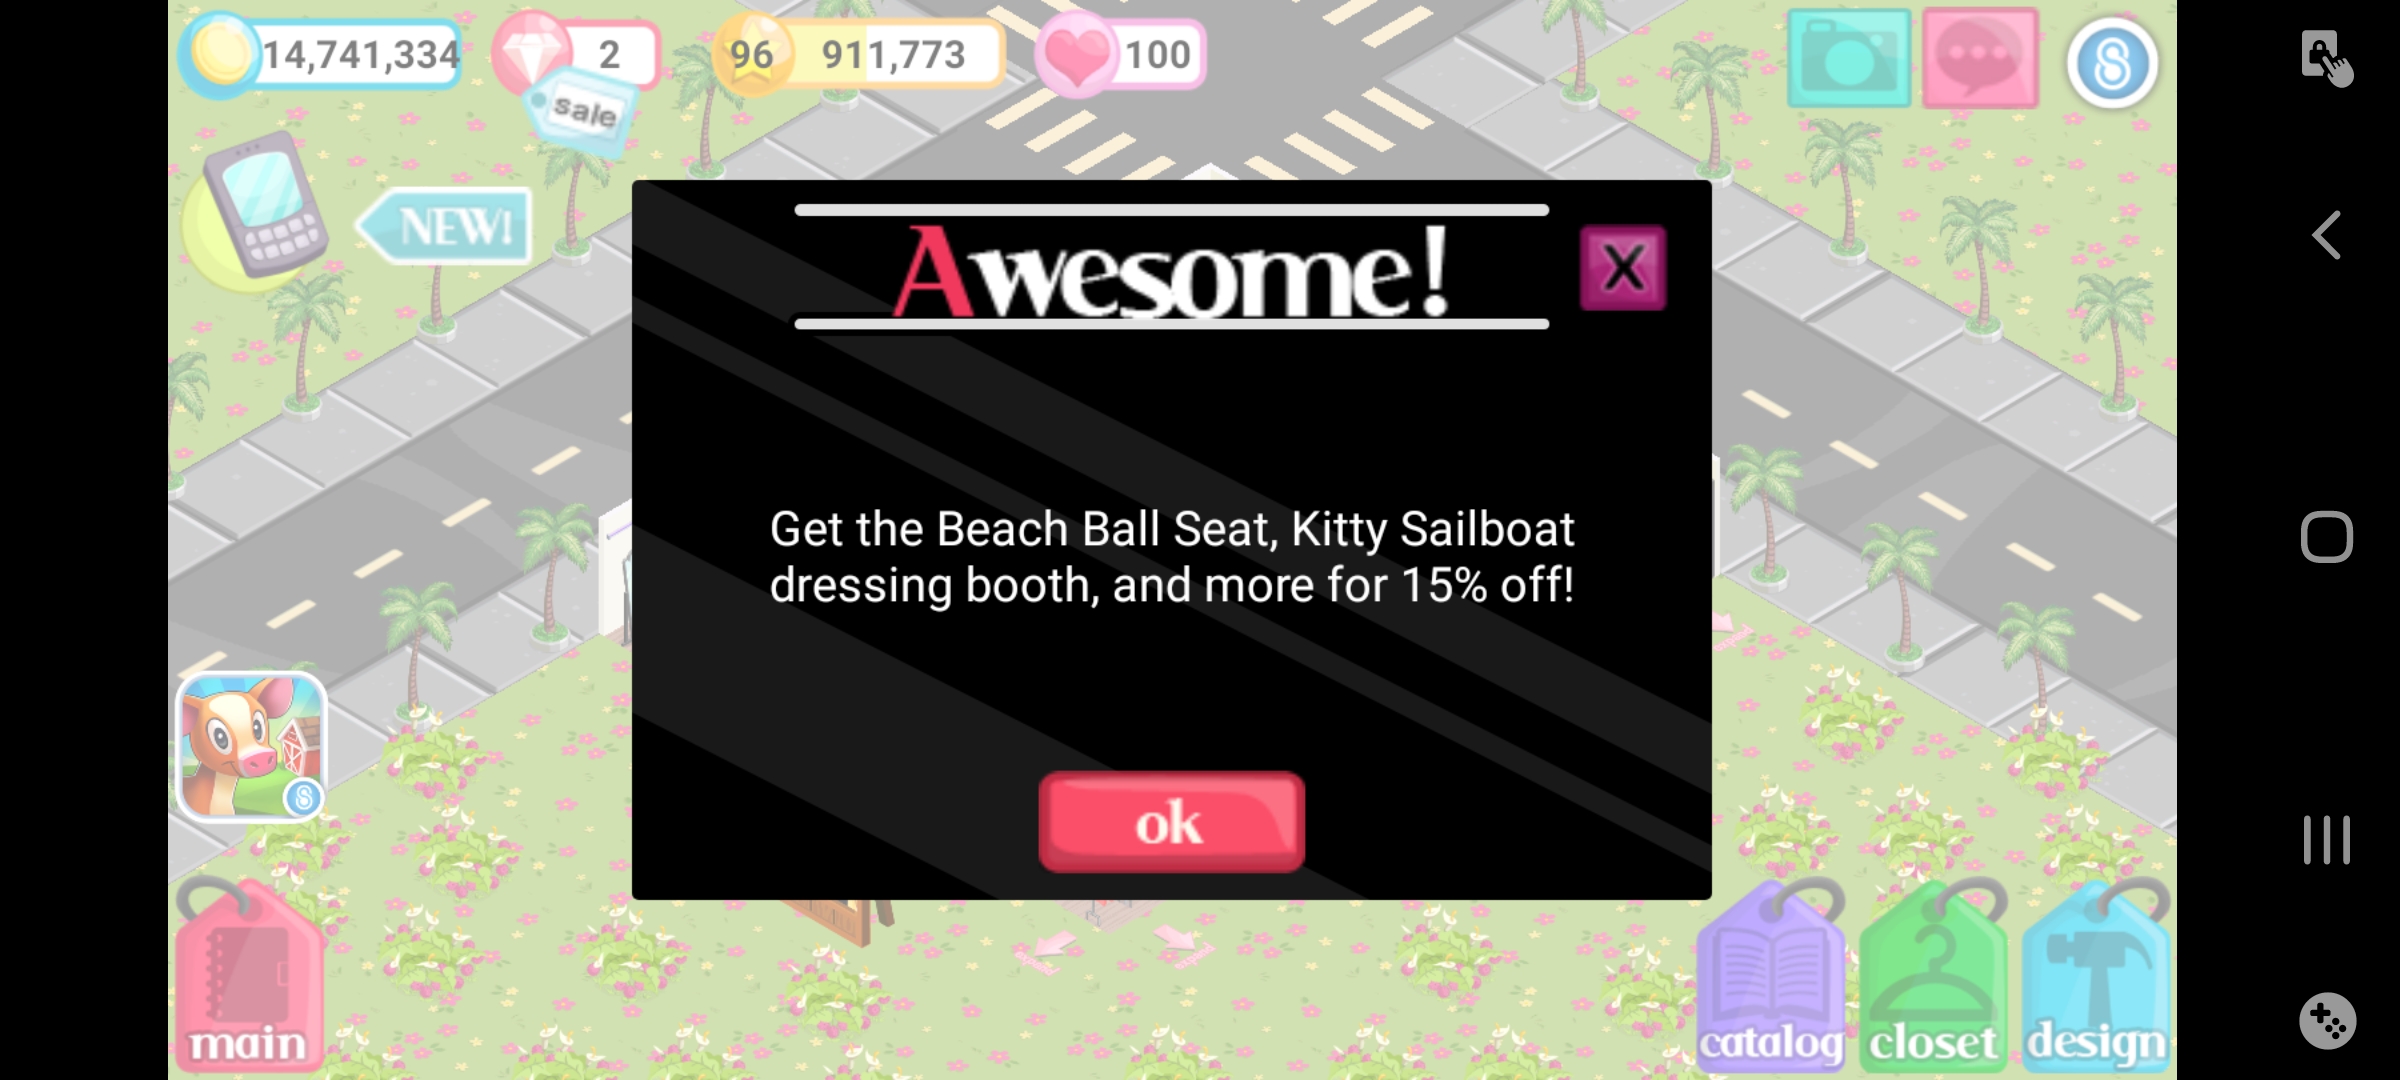 14,741,334
2
96
911,773
100
sale
NEW!
Awesome!
X
Get the Beach Ball Seat, Kitty Sailboat
dressing booth, and more for 15% off!
ok
main
catalog
closet
design